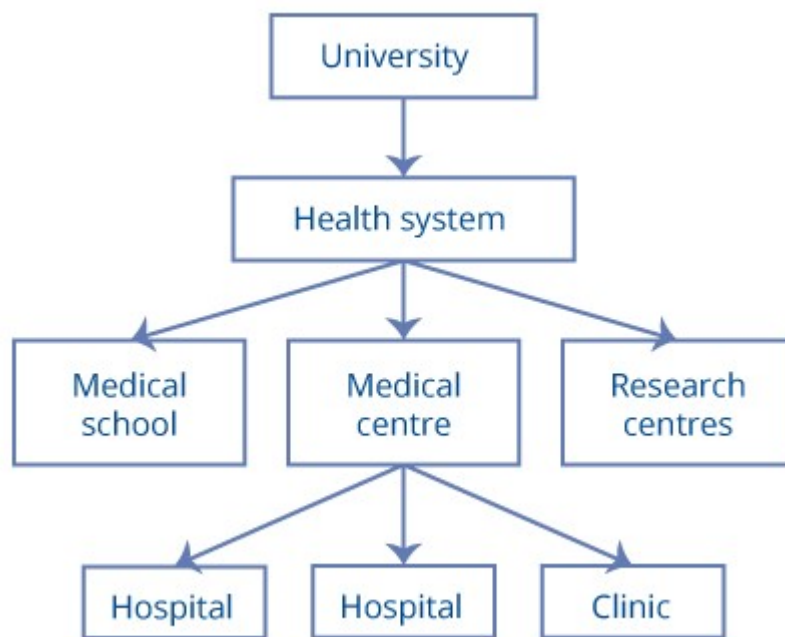 University
Health system
Medical
school
Medical
centre
Research
centres
Hospital
Hospital
Clinic